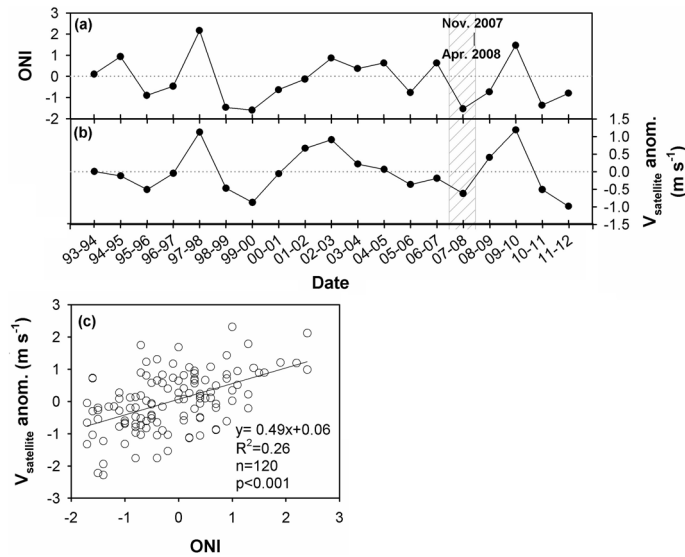 (a)
Nov. 2007
Apr. 2008
ONI
3
2
1
0
-1
-2
(b)
1.5
1.0
0.5
0.0
-0.5
-1.0
-1.5
Vsatellite anom.
(m s-1)
93-94 94-95 95-96 96-97 97-98 98-99 99-00 00-01 01-02 02-03 03-04 04-05 05-06 06-07 07-08 08-09 09-10 10-11 11-12
Date
(c)
Vsatellite anom. (m s-1)
3
2
1
0
-1
-2
-3
y= 0.49x+0.06
R2=0.26
n=120
p<0.001
-2 -1 0 1 2 3
ONI